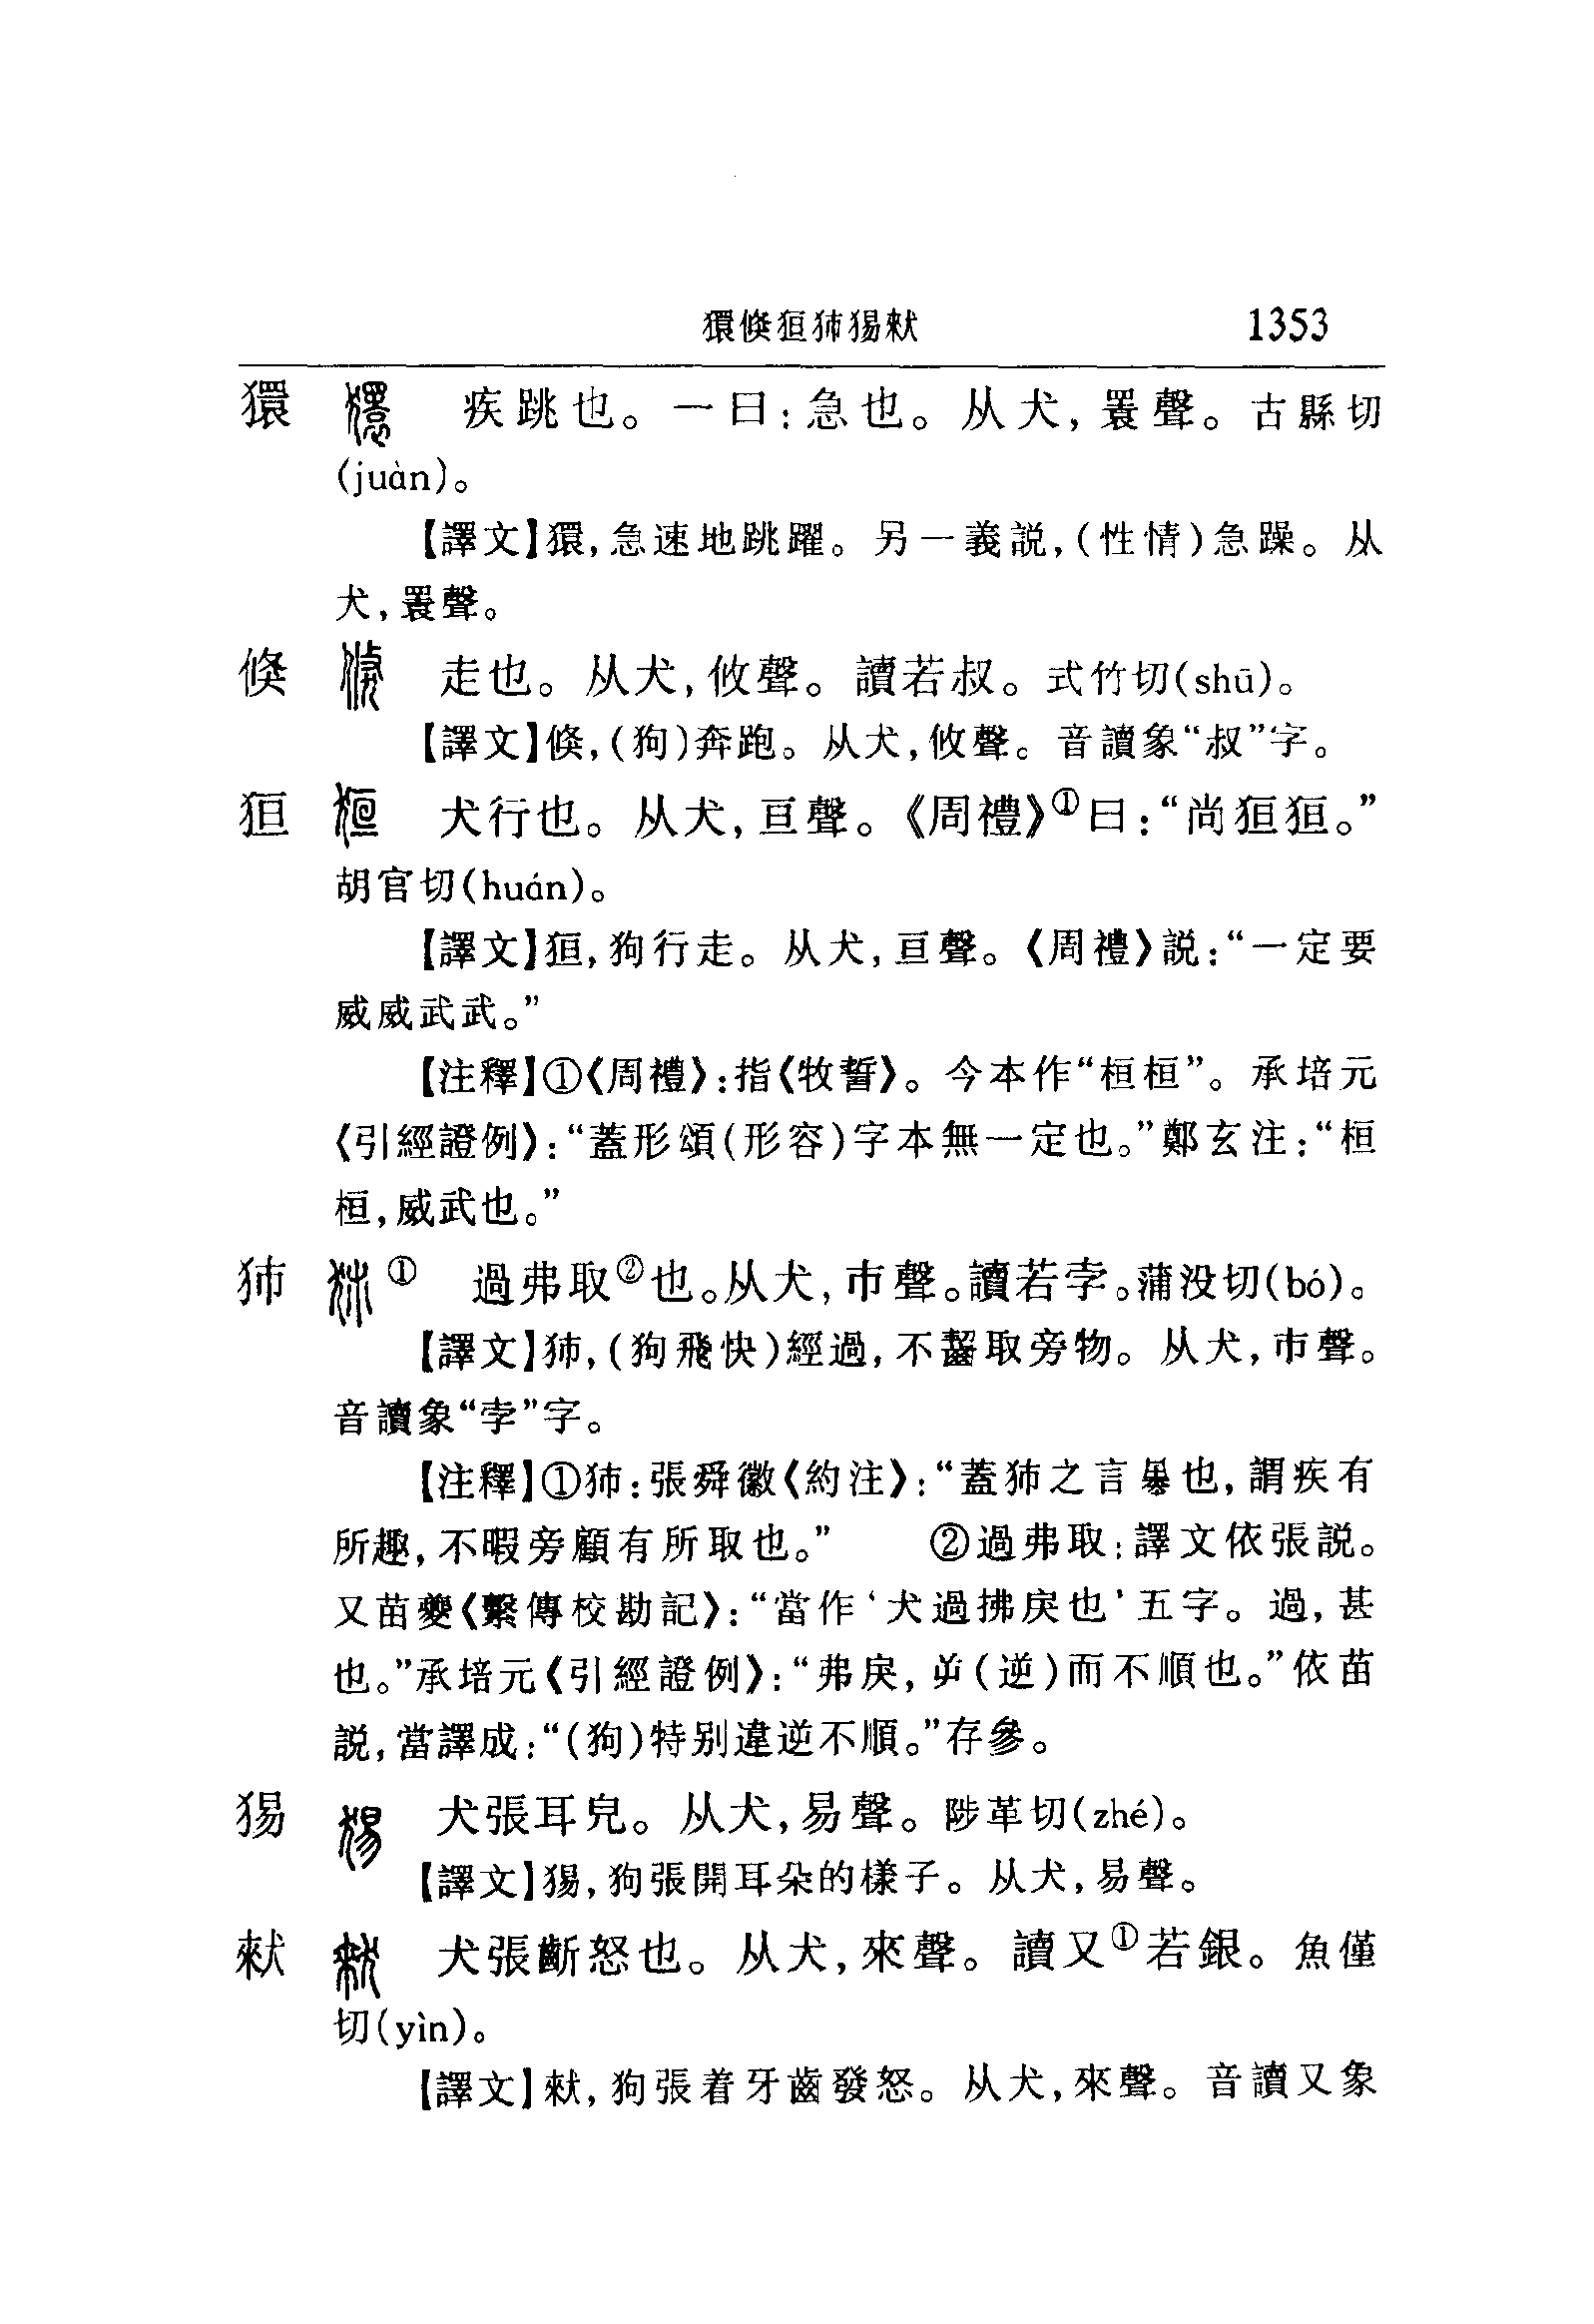 獧倏狟㹝㺒猌 1353
獧 疾跳也。一曰：急也。从犬，瞏聲。古縣切
(juàn)。
【譯文】獧，急速地跳躍。另一義説，(性情)急躁。从
犬，瞏聲。
倏 走也。从犬，攸聲。讀若叔。式竹切(shū)。
【譯文】倏，(狗)奔跑。从犬，攸聲。音讀象“叔”字。
狟 犬行也。从犬，亘聲。《周禮》①曰：“尚狟狟。”
胡官切(huán)。
【譯文】狟，狗行走。从犬，亘聲。《周禮》説：“一定要
威威武武。”
【注釋】①《周禮》：指《牧誓》。今本作“桓桓”。承培元
《引經證例》：“蓋形頌(形容)字本無一定也。”鄭玄注：“桓
桓，威武也。”
① 過弗取②也。从犬，巿聲。讀若孛。蒲没切(bó)。
【譯文】(狗飛快)經過，不齧取旁物。从犬，巿聲。
音讀象“孛”字。
【注釋】①張舜徽《約注》：“蓋之言暴也，謂疾有
所趣，不暇旁顧有所取也。” ②過弗取：譯文依張説。
又苗夔《繫傳校勘記》：“當作‘犬過拂戾也’五字。過，甚
也。”承培元《引經證例》：“弗戾，屰(逆)而不順也。”依苗
説，當譯成：“(狗)特别違逆不順。”存參。
犬張耳皃。从犬，易聲。陟革切(zhé)。
【譯文】狗張開耳朵的樣子。从犬，易聲。
猌 犬張齗怒也。从犬，來聲。讀又①若銀。魚僅
切(yìn)。
【譯文】猌，狗張着牙齒發怒。从犬，來聲。音讀又象